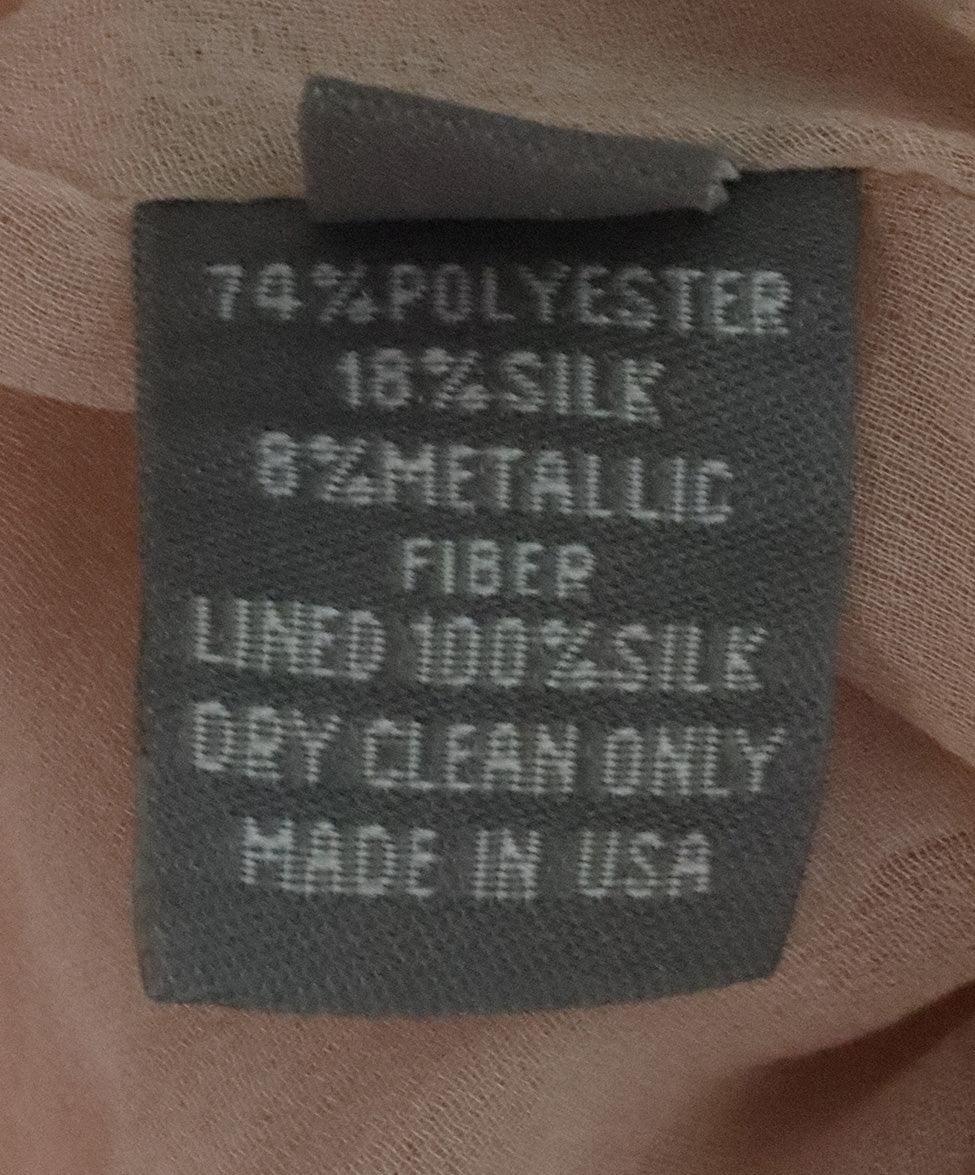 74%POLYESTER
18%SILK
8%METALLIC
FIBER
LINED 100%SILK
DRY CLEAN ONLY
MADE IN USA